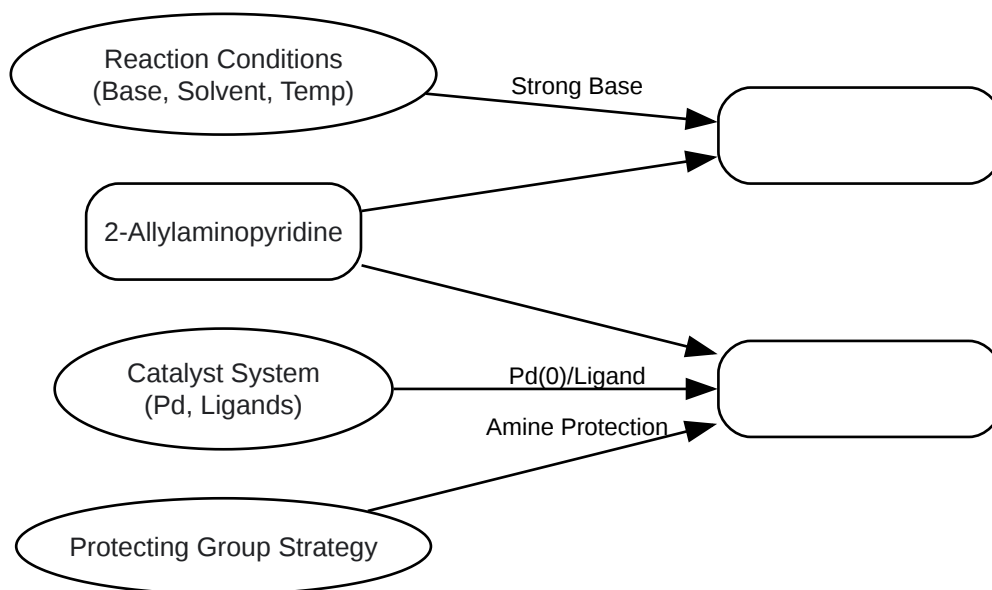 Reaction Conditions
(Base, Solvent, Temp)
Strong Base
2-Allylaminopyridine
Catalyst System
(Pd, Ligands)
Pd(0)/Ligand
Amine Protection
Protecting Group Strategy